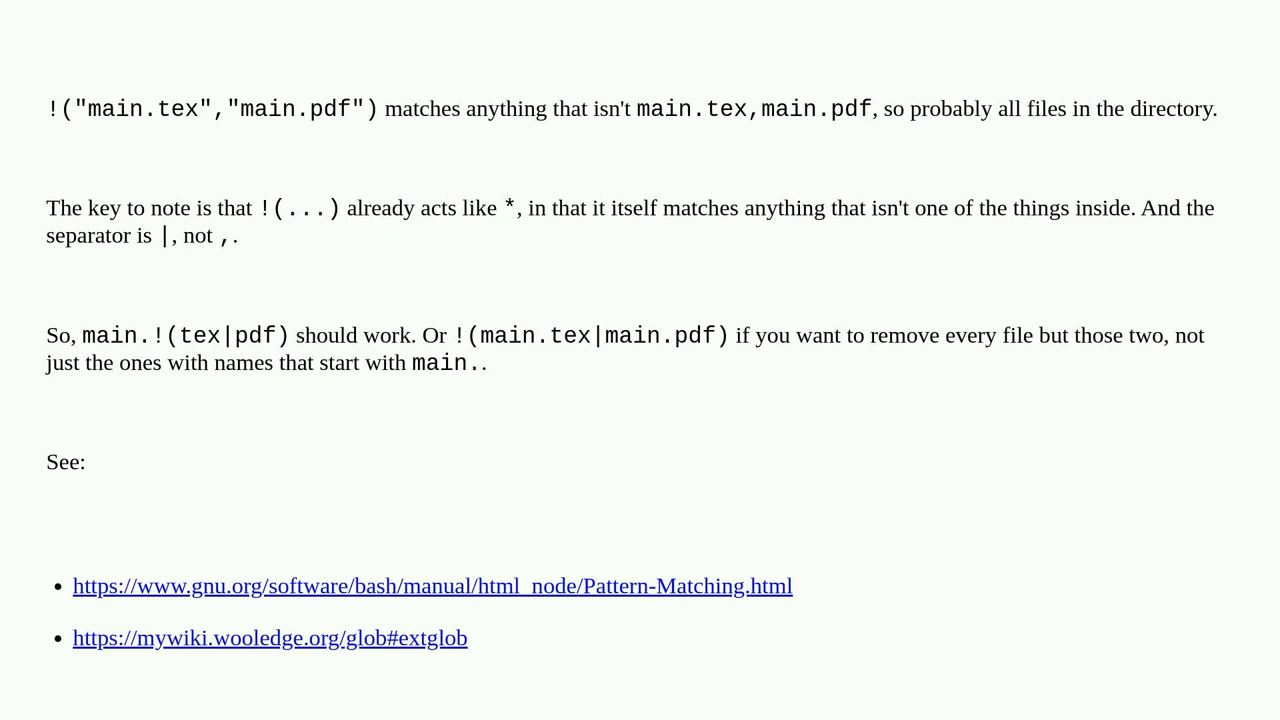 !("main.tex","main.pdf") matches anything that isn't main.tex,main.pdf, so probably all files in the directory.
The key to note is that !(...) already acts like *, in that it itself matches anything that isn't one of the things inside. And the
separator is |, not ,.
So, main.!(tex|pdf) should work. Or !(main.tex|main.pdf) if you want to remove every file but those two, not
just the ones with names that start with main..
See:
• https://www.gnu.org/software/bash/manual/html_node/Pattern-Matching.html
• https://mywiki.wooledge.org/glob#extglob